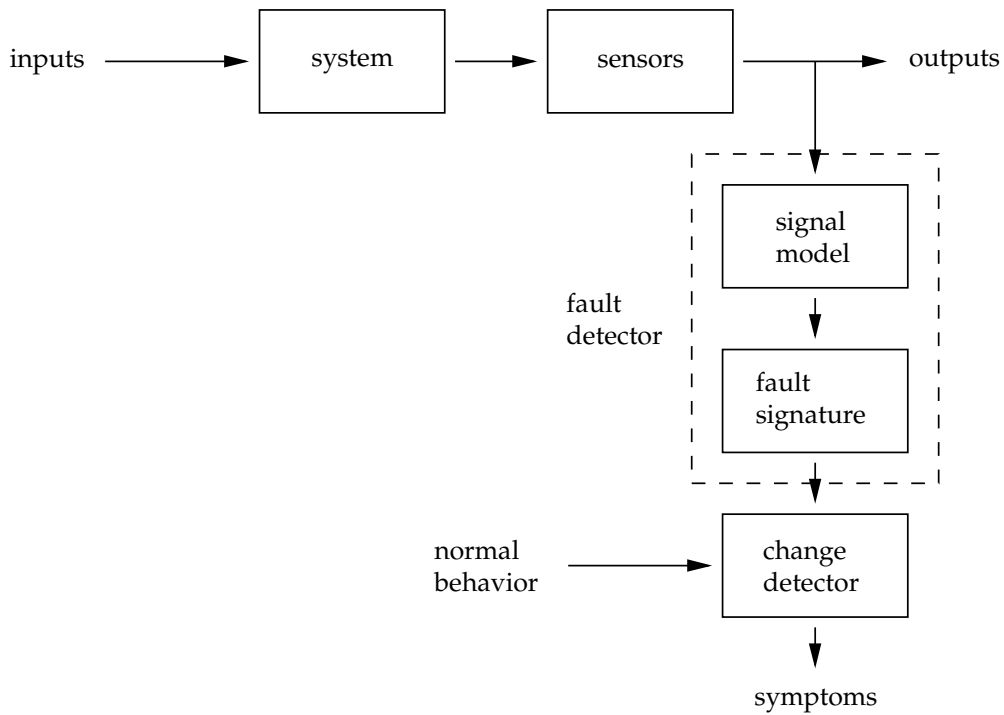 inputs
system
sensors
outputs
signal
model
fault
detector
fault
signature
normal
behavior
change
detector
symptoms